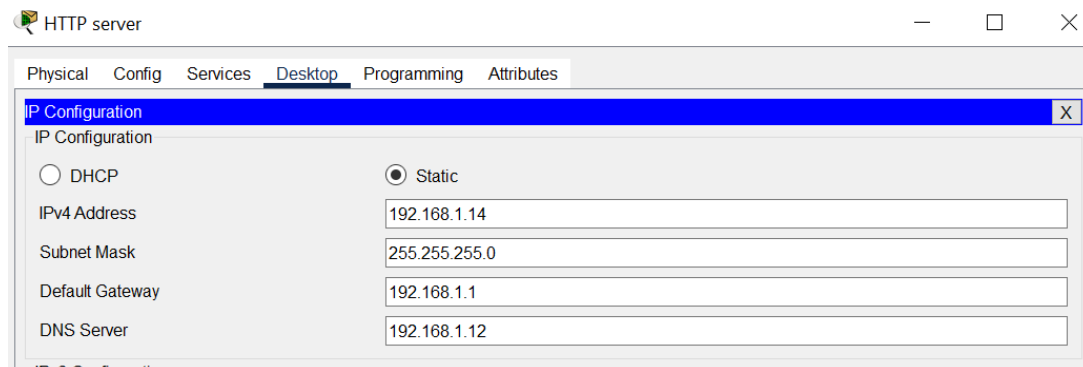 HTTP server
Physical Config Services Desktop Programming Attributes
IP Configuration X
IP Configuration
DHCP Static
IPv4 Address 192.168.1.14
Subnet Mask 255.255.255.0
Default Gateway 192.168.1.1
DNS Server 192.168.1.12